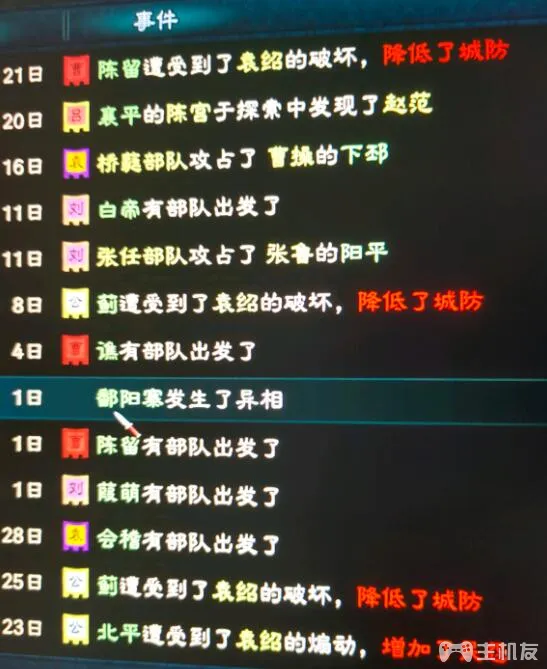 事件
21日 曹 陈留遭受到了袁绍的破坏，降低了城防
20日 吕 襄平的陈宫于探索中发现了赵范
16日 袁 桥蕤部队攻占了 曹操的下邳
11日 刘 白帝有部队出发了
11日 刘 张任部队攻占了 张鲁的阳平
8日 公 蓟遭受到了袁绍的破坏，降低了城防
4日 曹 谯有部队出发了
1日 鄱阳寨发生了异相
1日 曹 陈留有部队出发了
1日 刘 葭萌有部队出发了
28日 袁 会稽有部队出发了
25日 公 蓟遭受到了袁绍的破坏，降低了城防
23日 公 北平遭受到了袁绍的煽动，增加了
主机友